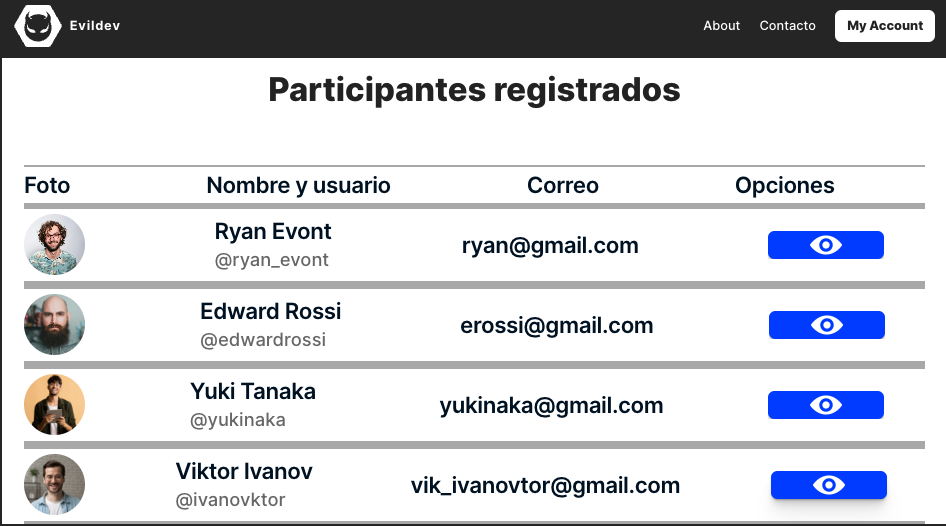 Evildev
About
Contacto
My Account
Participantes registrados
Foto
Nombre y usuario
Correo
Opciones
Ryan Evont
@ryan_evont
ryan@gmail.com
Edward Rossi
@edwardrossi
erossi@gmail.com
Yuki Tanaka
@yukinaka
yukinaka@gmail.com
Viktor Ivanov
@ivanovktor
vik_ivanovtor@gmail.com